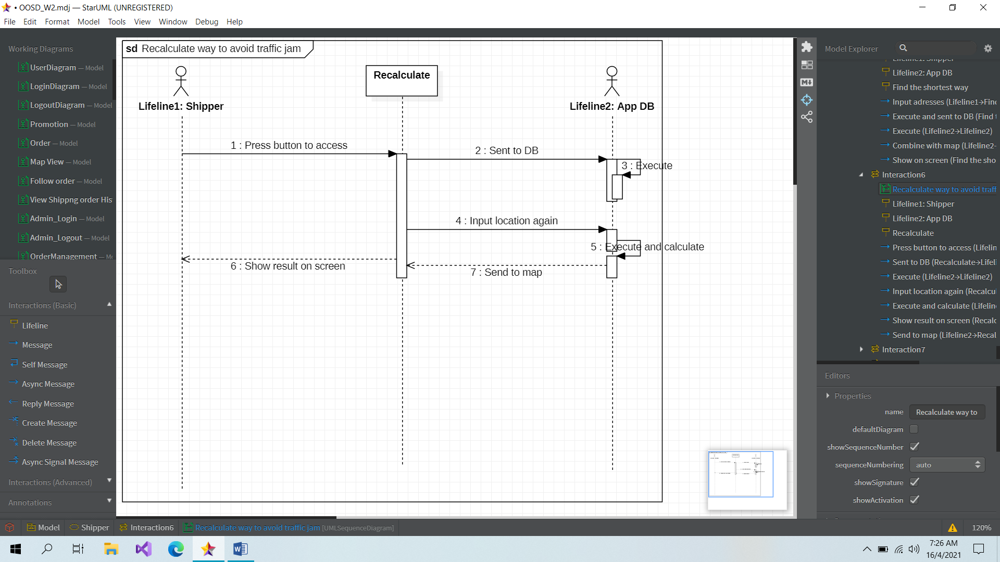 • OOSD_W2.mdj — StarUML (UNREGISTERED)
File Edit Format Model Tools View Window Debug Help
Working Diagrams
UserDiagram — Model
LoginDiagram — Model
LogoutDiagram — Model
Promotion — Model
Order — Model
Map View — Model
Follow order — Model
View Shippng order His
Admin_Login — Model
Admin_Logout — Model
OrderManagement — Mo
Toolbox
Interactions (Basic)
Lifeline
Message
Self Message
Async Message
Reply Message
Create Message
Delete Message
Async Signal Message
Interactions (Advanced)
Annotations
sd Recalculate way to avoid traffic jam
Lifeline1: Shipper
Recalculate
Lifeline2: App DB
1 : Press button to access
2 : Sent to DB
3 : Execute
4 : Input location again
5 : Execute and calculate
6 : Show result on screen
7 : Send to map
Model Explorer
Lifeline1: Shipper
Lifeline2: App DB
Find the shortest way
Input adresses (Lifeline1→Find
Execute and sent to DB (Find t
Execute (Lifeline2→Lifeline2)
Combine with map (Lifeline2-
Show on screen (Find the sho
Interaction6
Recalculate way to avoid traff
Lifeline1: Shipper
Lifeline2: App DB
Recalculate
Press button to access (Lifelin
Sent to DB (Recalculate→Lifeli
Execute (Lifeline2→Lifeline2)
Input location again (Recalcul
Execute and calculate (Lifelin
Show result on screen (Recalc
Send to map (Lifeline2→Recal
Interaction7
Editors
Properties
name Recalculate way to
defaultDiagram
showSequenceNumber
sequenceNumbering auto
showSignature
showActivation
Model Shipper Interaction6 Recalculate way to avoid traffic jam [UMLSequenceDiagram]
120%
7:26 AM
16/4/2021